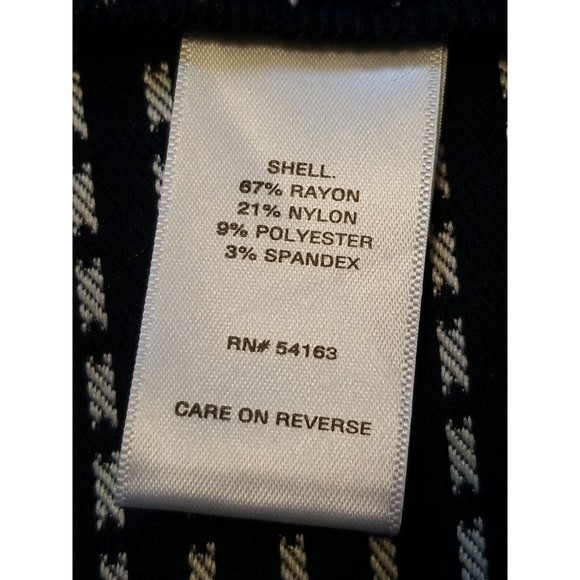 SHELL.
67% RAYON
21% NYLON
9% POLYESTER
3% SPANDEX
RN# 54163
CARE ON REVERSE